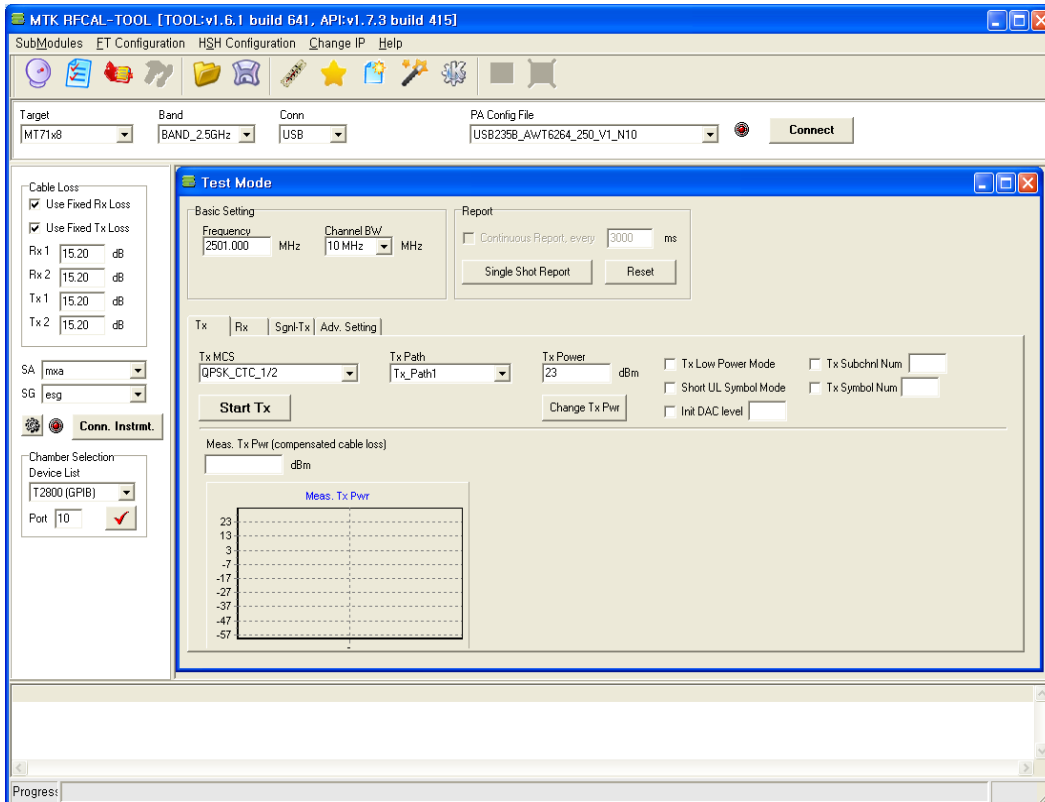 MTK RFCAL-TOOL [TOOL:v1.6.1 build 641, API:v1.7.3 build 415]
SubModules FT Configuration HSH Configuration Change IP Help
Target Band Conn PA Config File
MT71x8 BAND_2.5GHz USB USB235B_AWT6264_250_V1_N10 Connect
Cable Loss
Use Fixed Rx Loss
Use Fixed Tx Loss
Rx 1 15.20 dB
Rx 2 15.20 dB
Tx 1 15.20 dB
Tx 2 15.20 dB
SA mxa
SG esg
Conn. Instrmt.
Chamber Selection
Device List
T2800 (GPIB)
Port 10
Test Mode
Basic Setting
Frequency Channel BW
2501.000 MHz 10 MHz MHz
Report
Continuous Report, every 3000 ms
Single Shot Report Reset
Tx Rx Sgnl-Tx Adv. Setting
Tx MCS Tx Path Tx Power
QPSK_CTC_1/2 Tx_Path1 23 dBm
Tx Low Power Mode Tx Subchnl Num
Short UL Symbol Mode Tx Symbol Num
Init DAC level
Start Tx Change Tx Pwr
Meas. Tx Pwr (compensated cable loss)
dBm
Meas. Tx Pwr
23
13
3
-7
-17
-27
-37
-47
-57
Progress